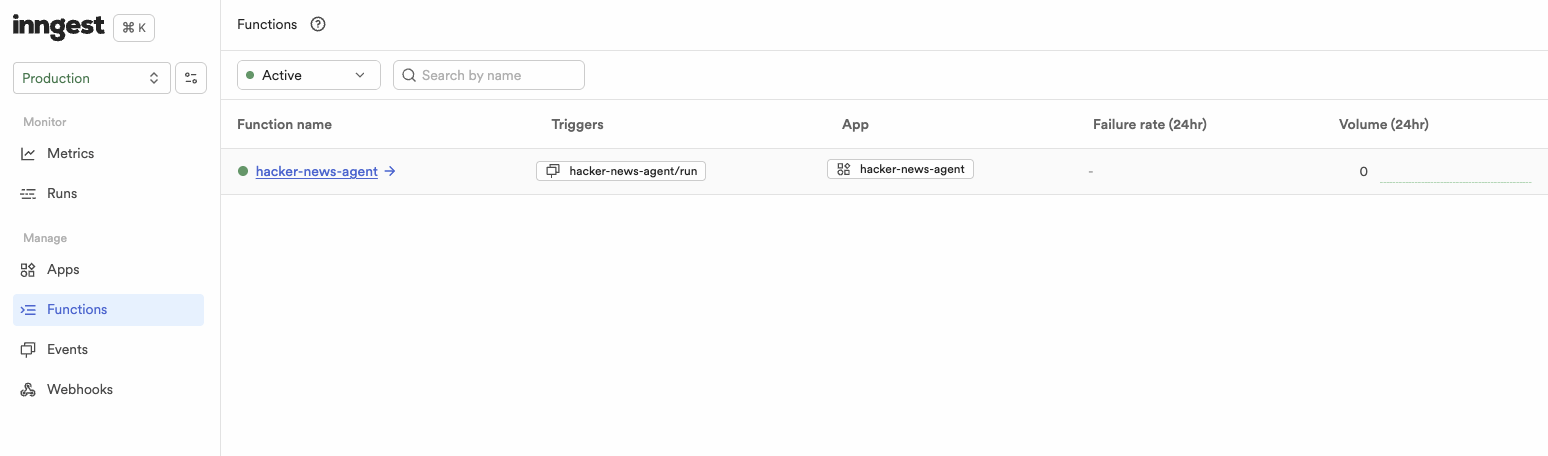 inngest ⌘ K
Functions
Production
Active
Search by name
Monitor
Metrics
Runs
Manage
Apps
Functions
Events
Webhooks
Function name Triggers App Failure rate (24hr) Volume (24hr)
hacker-news-agent → hacker-news-agent/run hacker-news-agent - 0